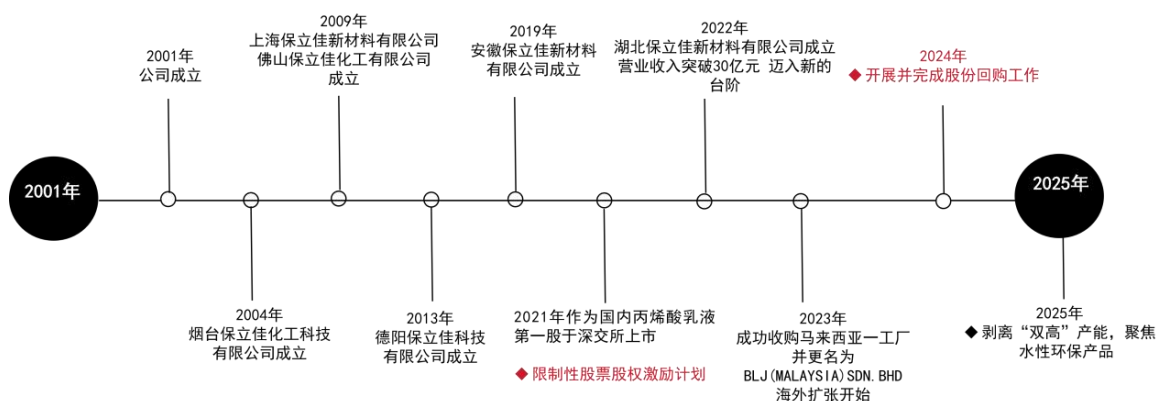 2001年
2001年
公司成立
2004年
烟台保立佳化工科技
有限公司成立
2009年
上海保立佳新材料有限公司
佛山保立佳化工有限公司
成立
2013年
德阳保立佳科技
有限公司成立
2019年
安徽保立佳新材料
有限公司成立
2021年作为国内丙烯酸乳液
第一股于深交所上市
◆ 限制性股票股权激励计划
2022年
湖北保立佳新材料有限公司成立
营业收入突破30亿元 迈入新的
台阶
2023年
成功收购马来西亚一工厂
并更名为
BLJ(MALAYSIA)SDN.BHD
海外扩张开始
2024年
◆ 开展并完成股份回购工作
2025年
2025年
◆ 剥离“双高”产能，聚焦
水性环保产品